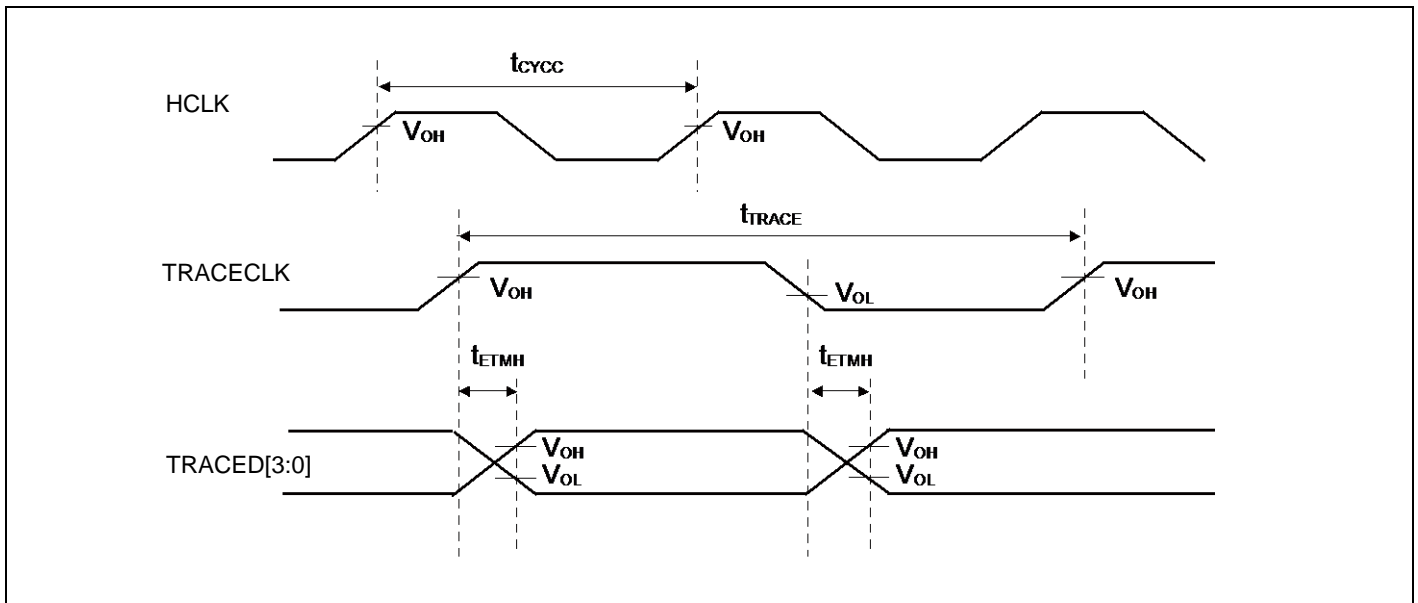 tCYCC
HCLK
VOH VOH
tTRACE
TRACECLK
VOH VOL VOH
tETMH tETMH
TRACED[3:0]
VOH VOH
VOL VOL